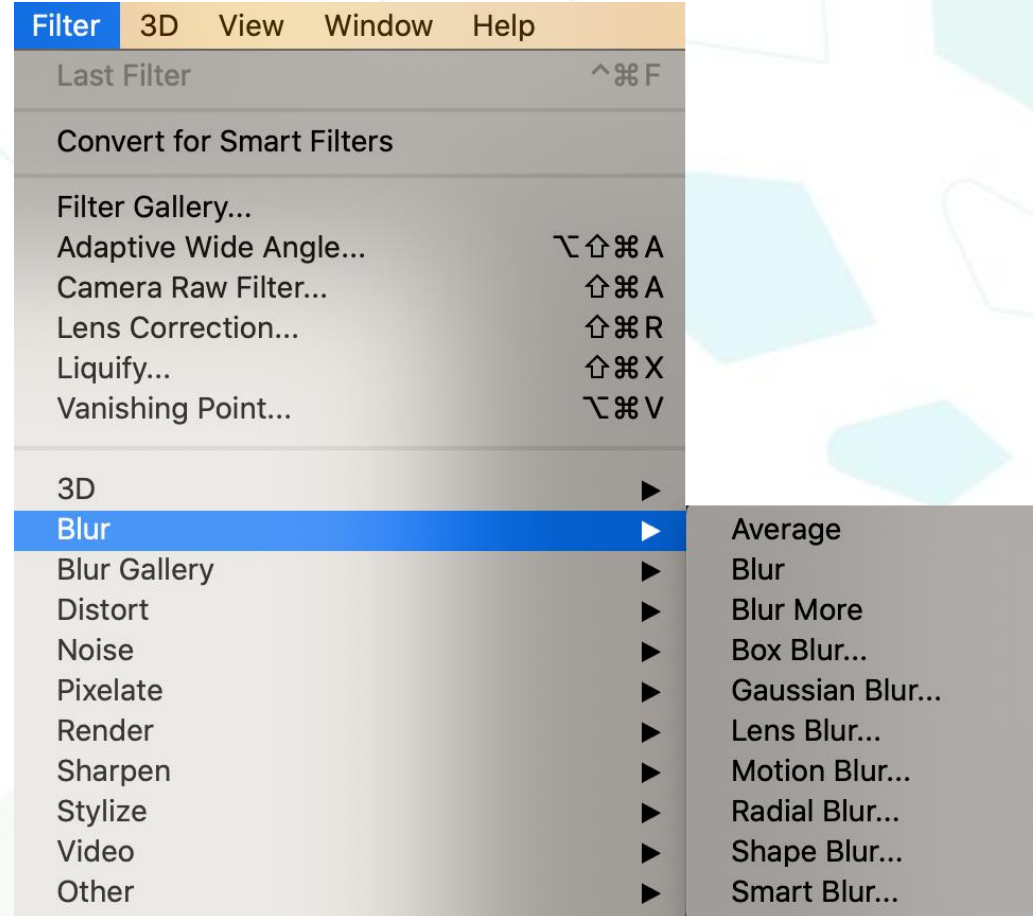 Filter 3D View Window Help
Last Filter ^⌘F
Convert for Smart Filters
Filter Gallery...
Adaptive Wide Angle... ⌥⇧⌘A
Camera Raw Filter... ⇧⌘A
Lens Correction... ⇧⌘R
Liquify... ⇧⌘X
Vanishing Point... ⌥⌘V
3D
Blur
Blur Gallery
Distort
Noise
Pixelate
Render
Sharpen
Stylize
Video
Other
Average
Blur
Blur More
Box Blur...
Gaussian Blur...
Lens Blur...
Motion Blur...
Radial Blur...
Shape Blur...
Smart Blur...